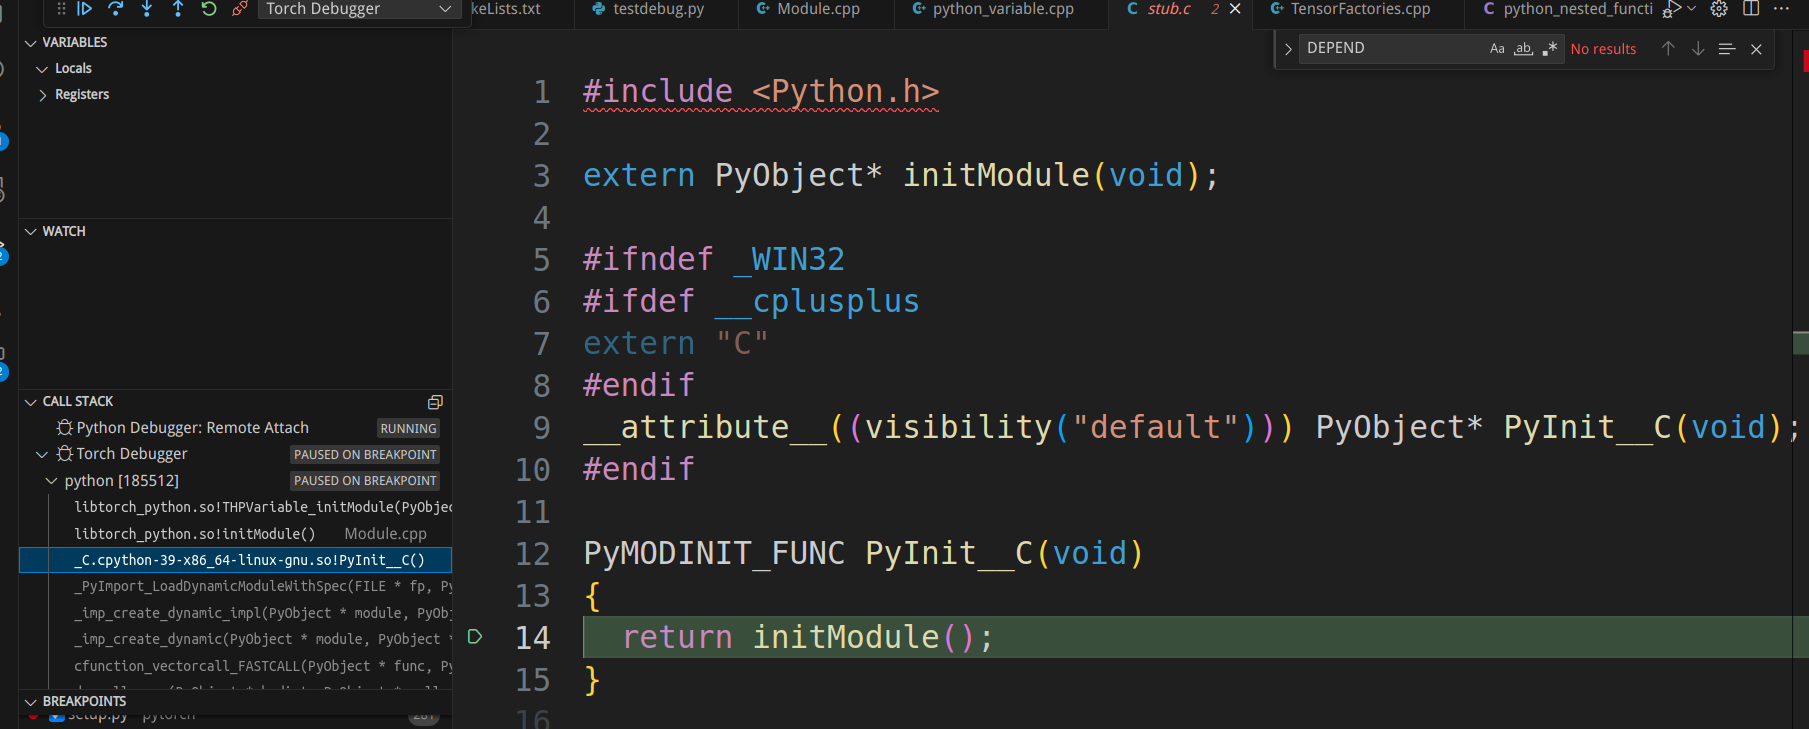 Torch Debugger
keLists.txt
testdebug.py
Module.cpp
python_variable.cpp
stub.c 2
TensorFactories.cpp
python_nested_functi
DEPEND
Aa ab
No results
VARIABLES
Locals
Registers
WATCH
CALL STACK
Python Debugger: Remote Attach RUNNING
Torch Debugger PAUSED ON BREAKPOINT
python [185512] PAUSED ON BREAKPOINT
libtorch_python.so!THPVariable_initModule(PyObjec
libtorch_python.so!initModule() Module.cpp
_C.cpython-39-x86_64-linux-gnu.so!PyInit__C()
_PyImport_LoadDynamicModuleWithSpec(FILE * fp, Py
_imp_create_dynamic_impl(PyObject * module, PyObj
_imp_create_dynamic(PyObject * module, PyObject *
cfunction_vectorcall_FASTCALL(PyObject * func, Py
BREAKPOINTS
setup.py pytorch 281
1 #include <Python.h>
2
3 extern PyObject* initModule(void);
4
5 #ifndef _WIN32
6 #ifdef __cplusplus
7 extern "C"
8 #endif
9 __attribute__((visibility("default"))) PyObject* PyInit__C(void);
10 #endif
11
12 PyMODINIT_FUNC PyInit__C(void)
13 {
14 return initModule();
15 }
16